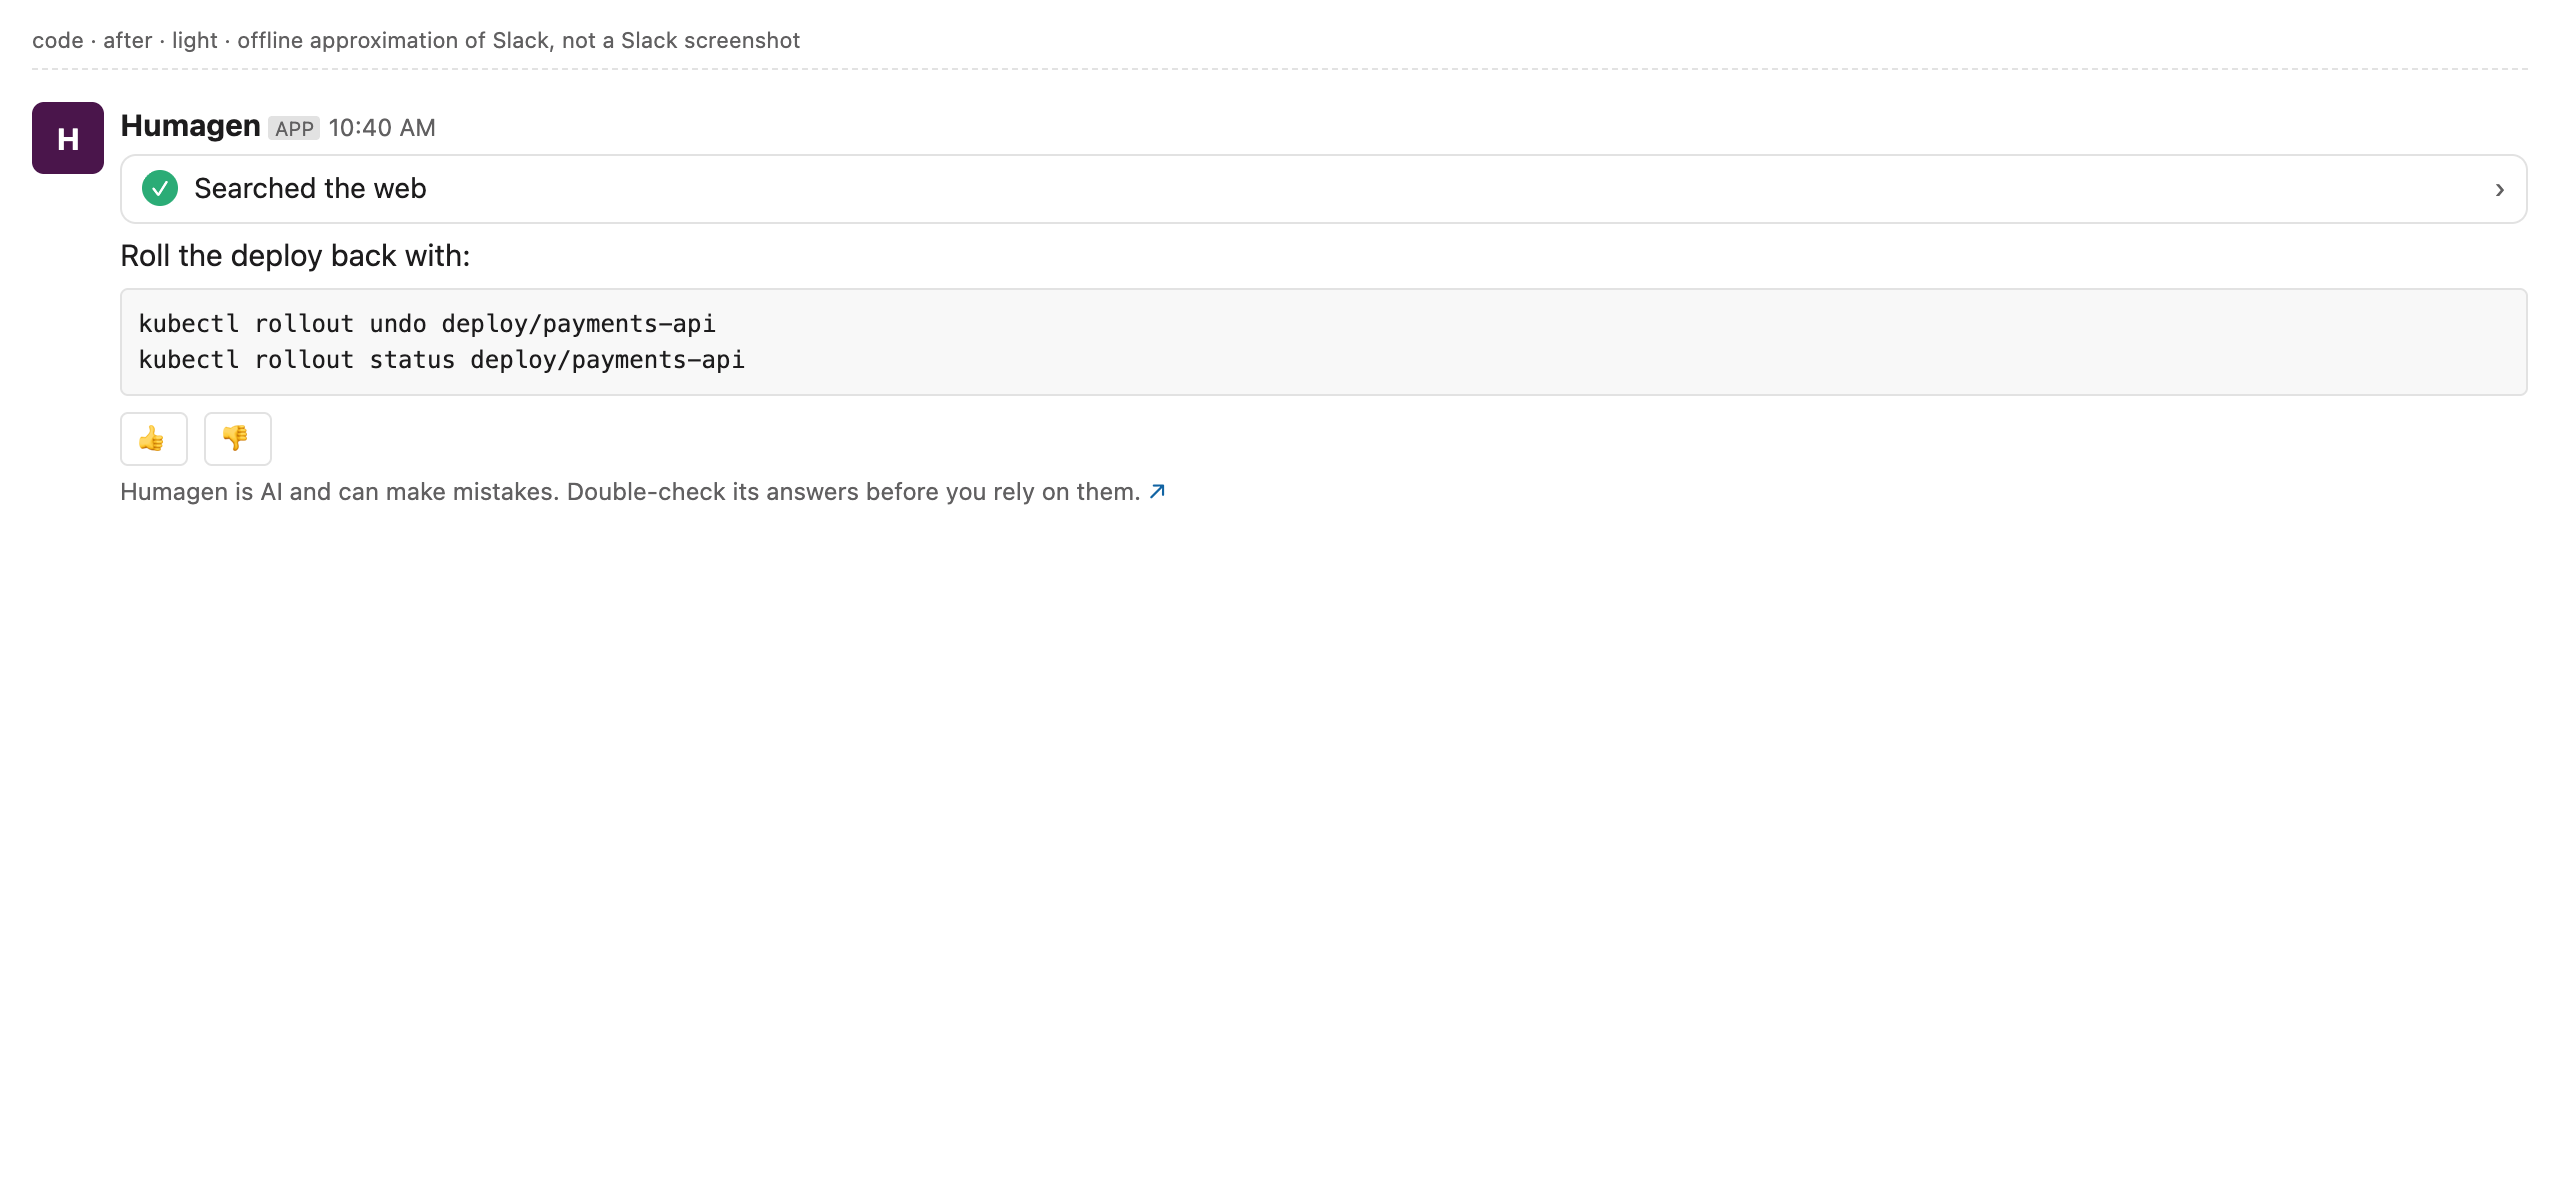 code · after · light · offline approximation of Slack, not a Slack screenshot
H
Humagen APP 10:40 AM
Searched the web
Roll the deploy back with:
kubectl rollout undo deploy/payments-api
kubectl rollout status deploy/payments-api
Humagen is AI and can make mistakes. Double-check its answers before you rely on them.